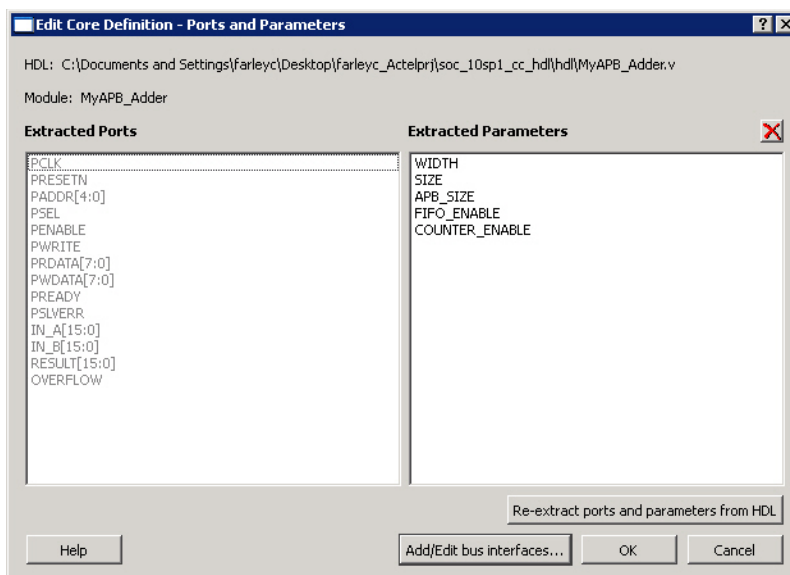 Edit Core Definition - Ports and Parameters
HDL: C:\Documents and Settings\farleyc\Desktop\farleyc_Actelprj\soc_10sp1_cc_hdl\hdl\MyAPB_Adder.v
Module: MyAPB_Adder
Extracted Ports
PCLK
PRESETN
PADDR[4:0]
PSEL
PENABLE
PWRITE
PRDATA[7:0]
PWDATA[7:0]
PREADY
PSLVERR
IN_A[15:0]
IN_B[15:0]
RESULT[15:0]
OVERFLOW
Extracted Parameters
WIDTH
SIZE
APB_SIZE
FIFO_ENABLE
COUNTER_ENABLE
Re-extract ports and parameters from HDL
Help
Add/Edit bus interfaces...
OK
Cancel